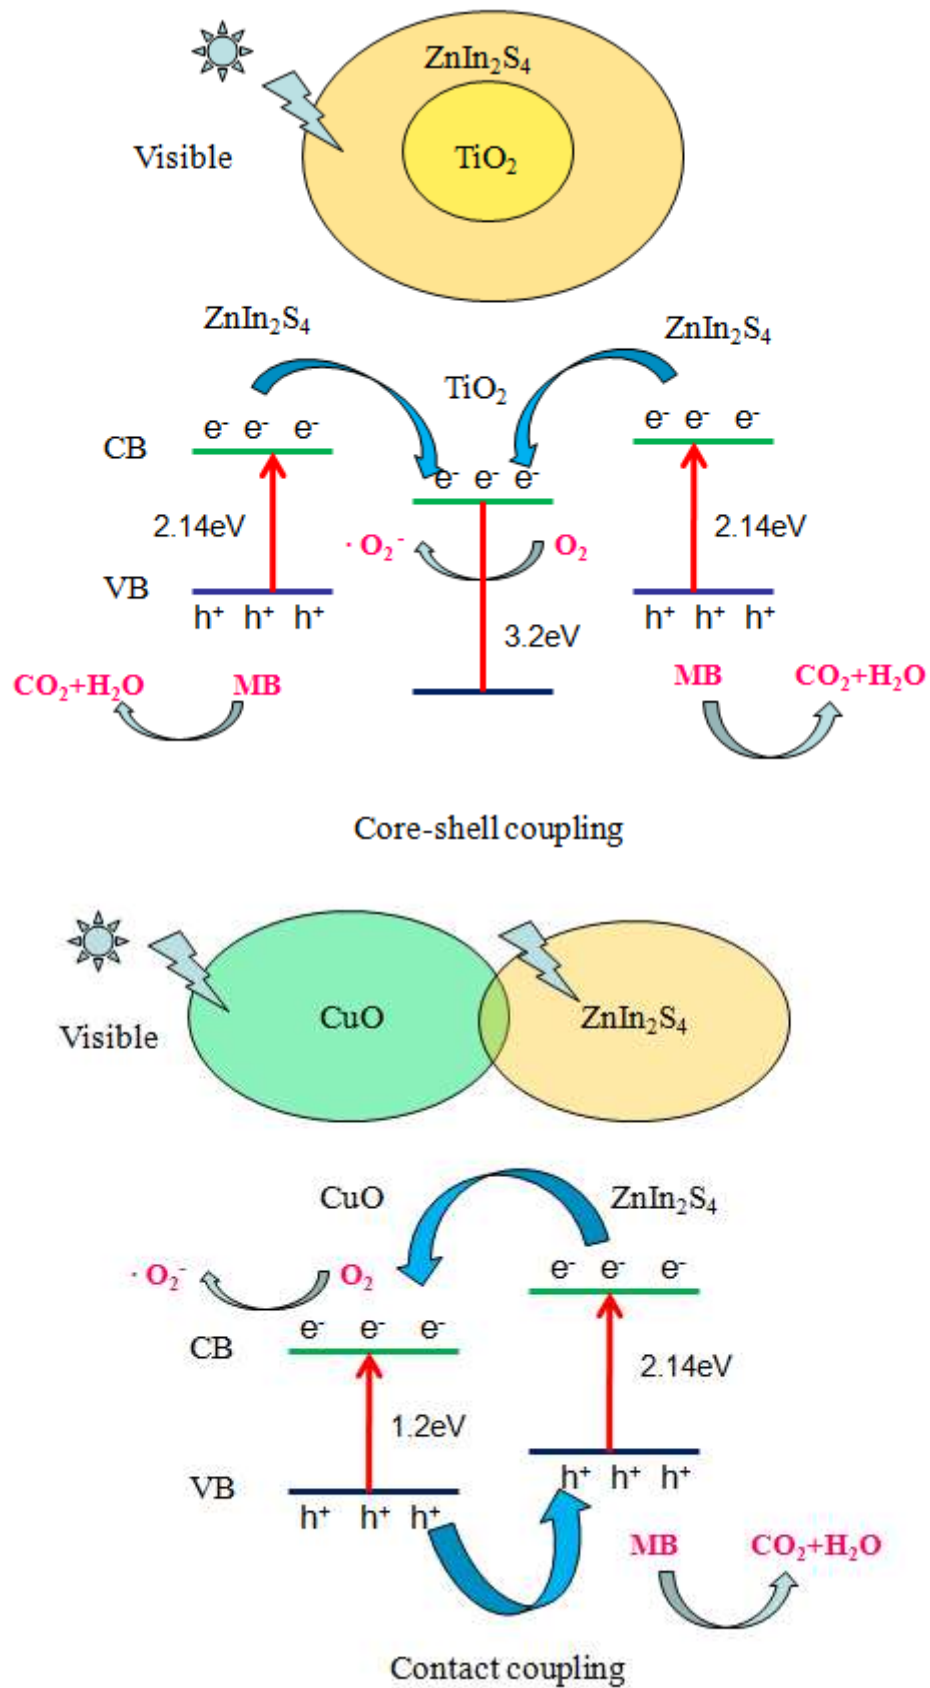 ZnIn₂S₄
Visible
TiO₂
ZnIn₂S₄
ZnIn₂S₄
TiO₂
CB
e⁻ e⁻ e⁻
e⁻ e⁻ e⁻
e⁻ e⁻ e⁻
2.14eV
· O₂⁻
O₂
2.14eV
VB
h⁺ h⁺ h⁺
h⁺ h⁺ h⁺
3.2eV
CO₂+H₂O
MB
MB
CO₂+H₂O
Core-shell coupling
CuO
ZnIn₂S₄
Visible
CuO
ZnIn₂S₄
· O₂⁻
O₂
e⁻ e⁻ e⁻
CB
e⁻ e⁻ e⁻
2.14eV
1.2eV
VB
h⁺ h⁺ h⁺
h⁺ h⁺ h⁺
MB
CO₂+H₂O
Contact coupling